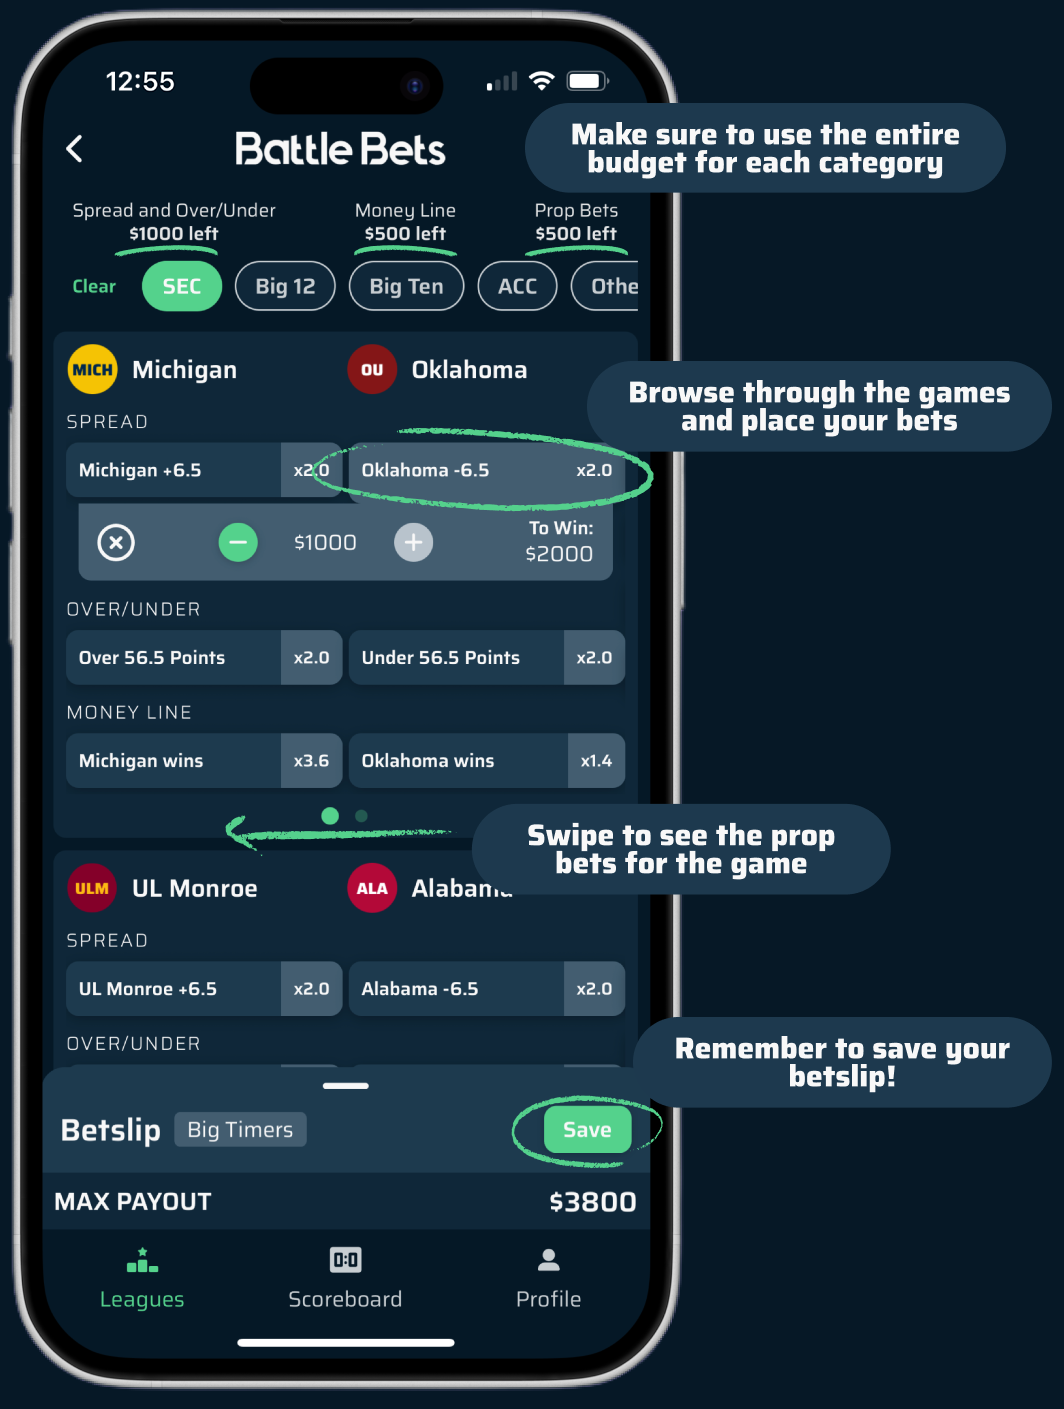 12:55
Battle Bets
Make sure to use the entire
budget for each category
Spread and Over/Under
$1000 left
Money Line
$500 left
Prop Bets
$500 left
Clear
SEC
Big 12
Big Ten
ACC
Othe
MICH
Michigan
OU
Oklahoma
Browse through the games
and place your bets
SPREAD
Michigan +6.5
x2.0
Oklahoma -6.5
x2.0
$1000
To Win:
$2000
OVER/UNDER
Over 56.5 Points
x2.0
Under 56.5 Points
x2.0
MONEY LINE
Michigan wins
x3.6
Oklahoma wins
x1.4
Swipe to see the prop
bets for the game
ULM
UL Monroe
ALA
Alabama
SPREAD
UL Monroe +6.5
x2.0
Alabama -6.5
x2.0
OVER/UNDER
Remember to save your
betslip!
Betslip
Big Timers
Save
MAX PAYOUT
$3800
0:0
Leagues
Scoreboard
Profile